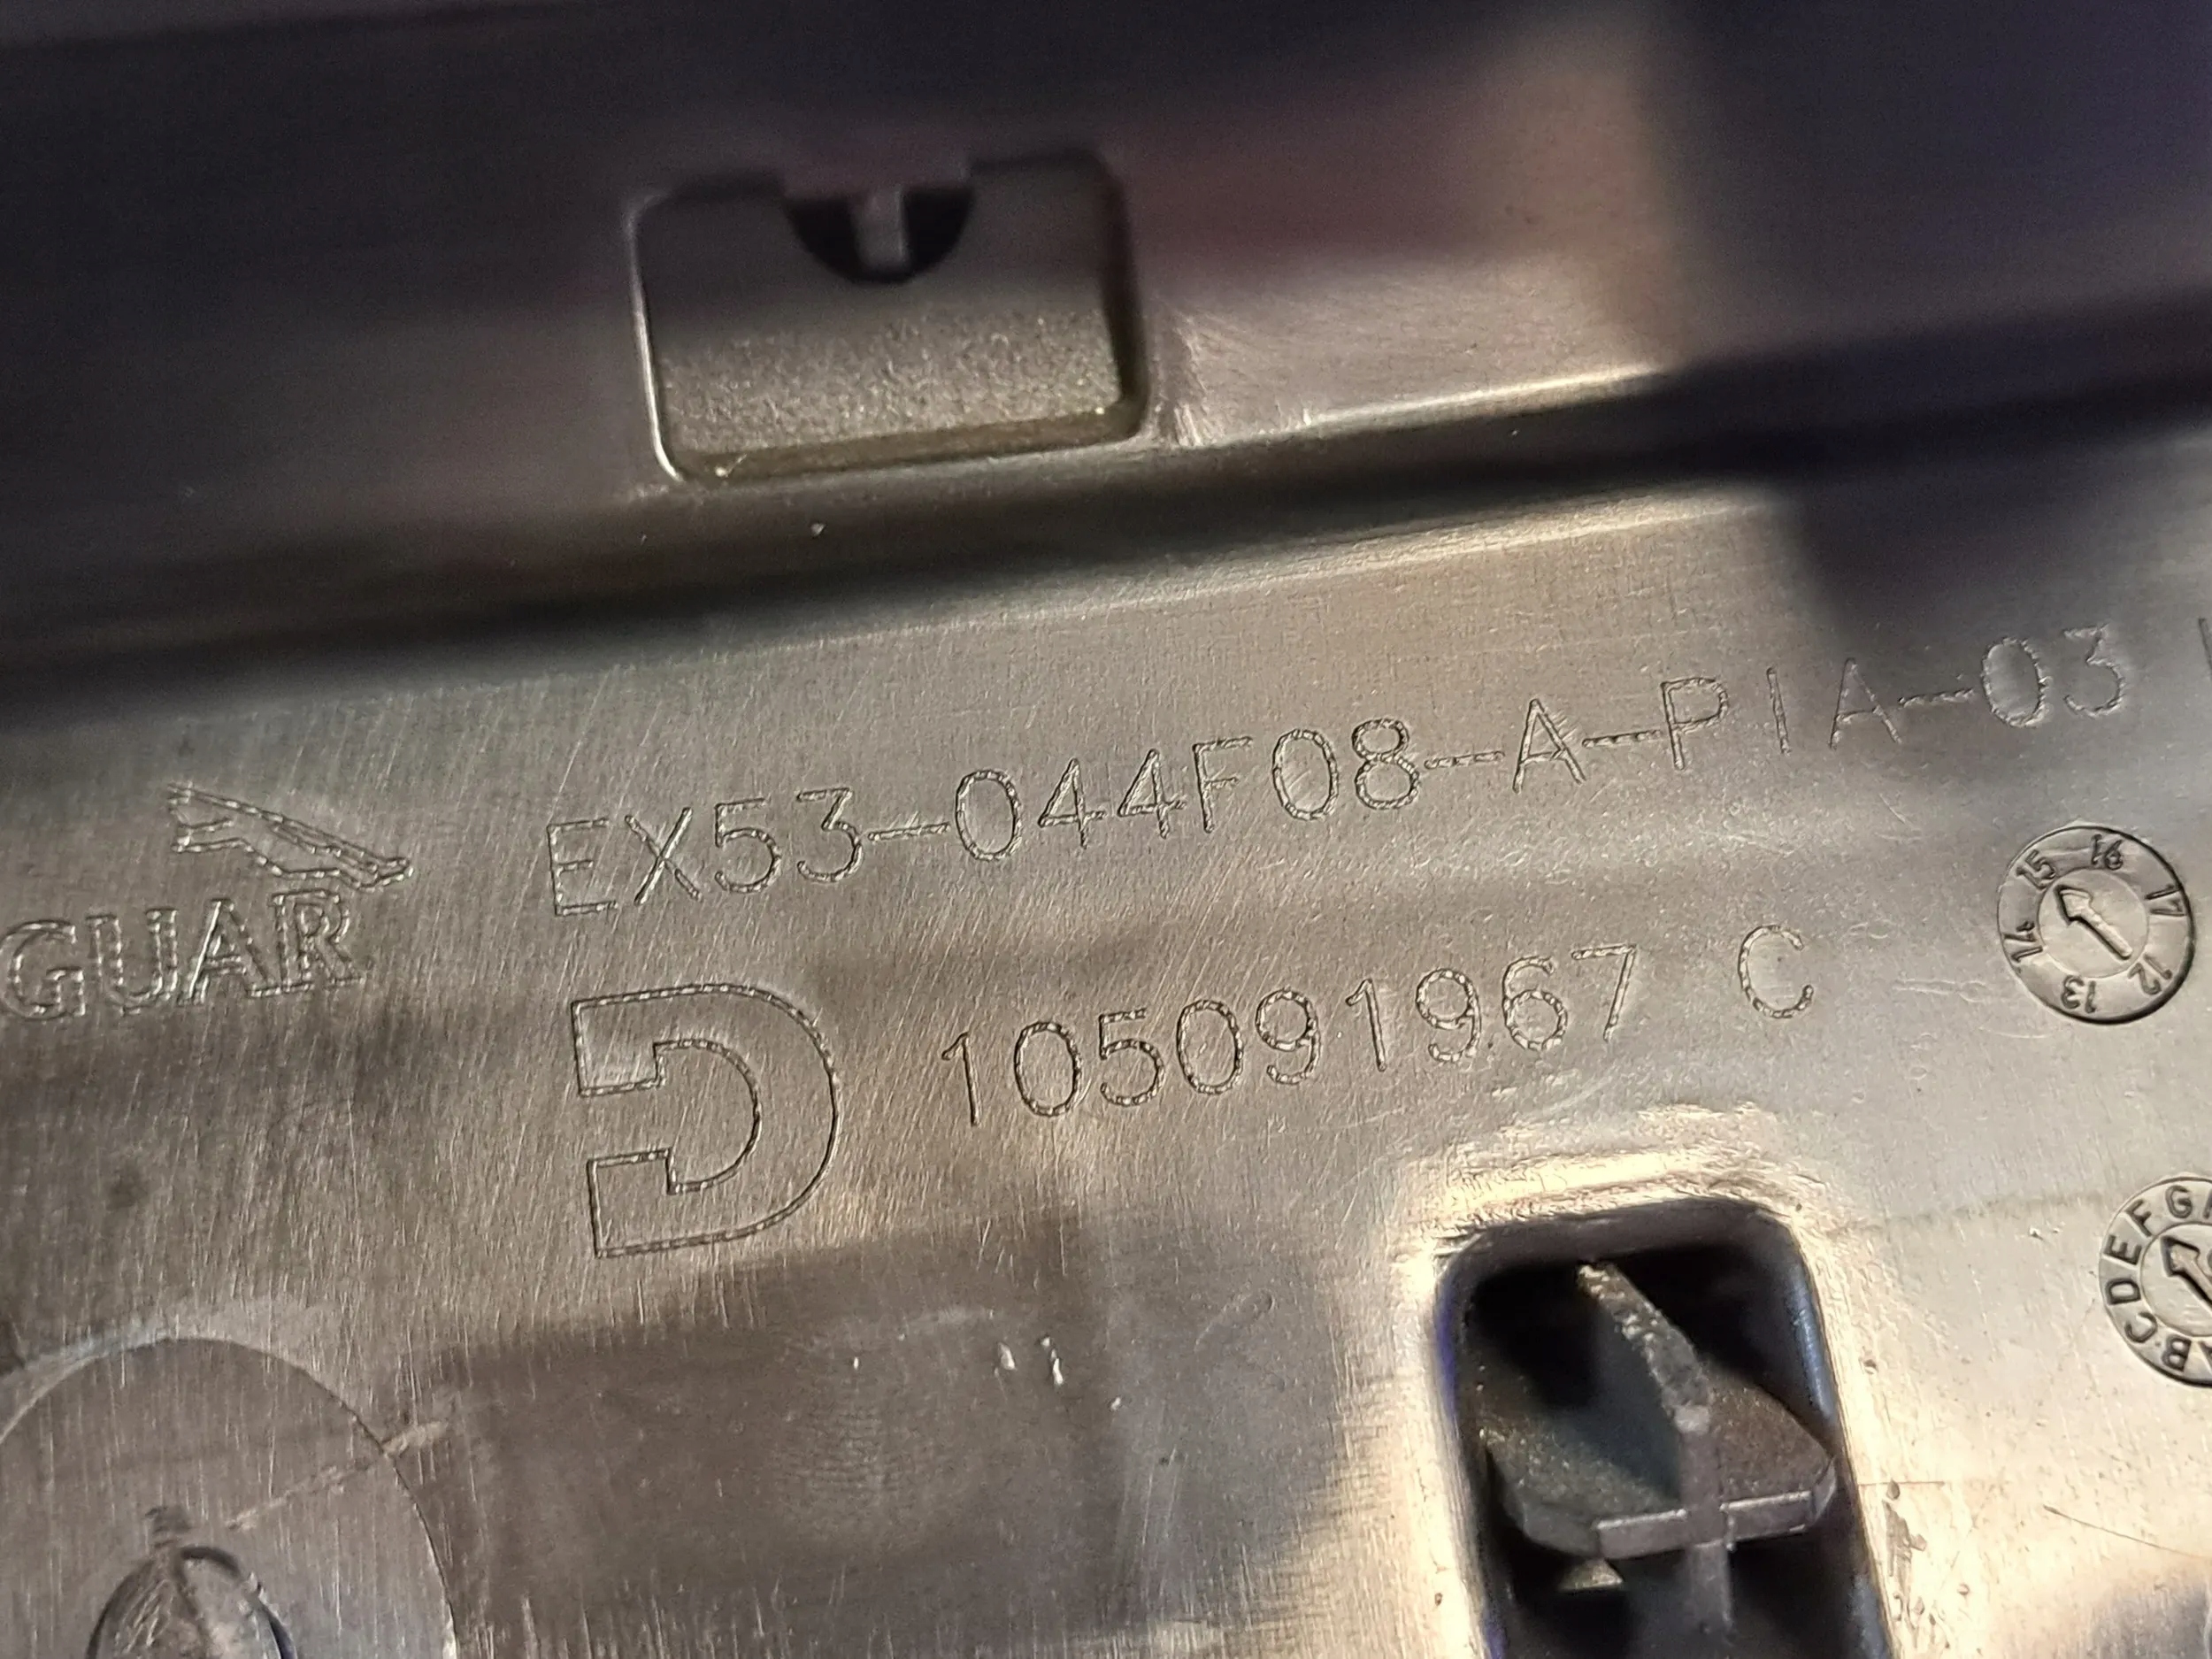 GUAR
EX53-044F08-A-PIA-03
105091967 C
12 13 14 15 16 17
A B C D E F G